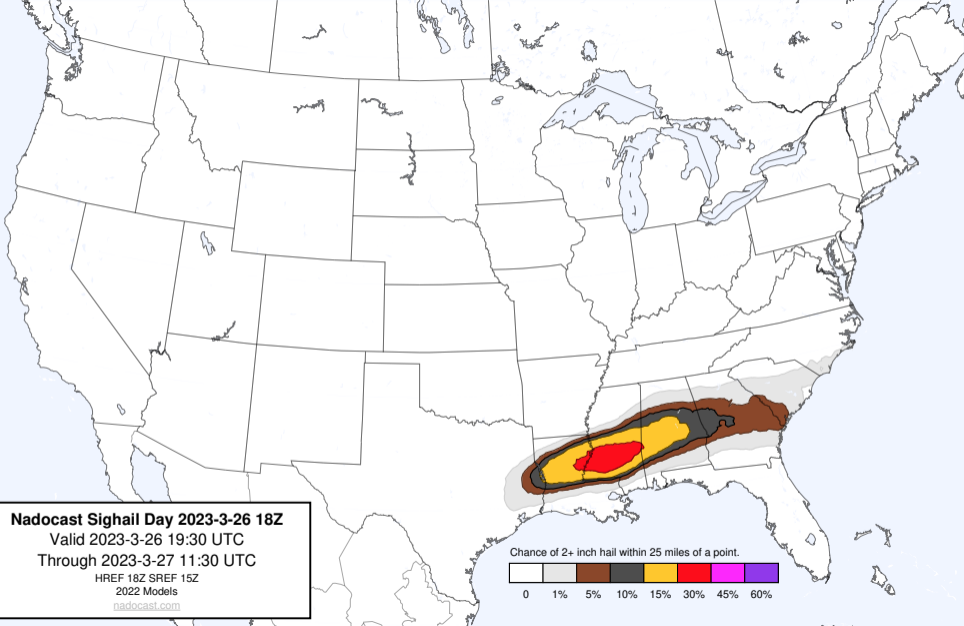 Nadocast Sighail Day 2023-3-26 18Z
Valid 2023-3-26 19:30 UTC
Through 2023-3-27 11:30 UTC
HREF 18Z SREF 15Z
2022 Models
nadocast.com
Chance of 2+ inch hail within 25 miles of a point.
0 1% 5% 10% 15% 30% 45% 60%